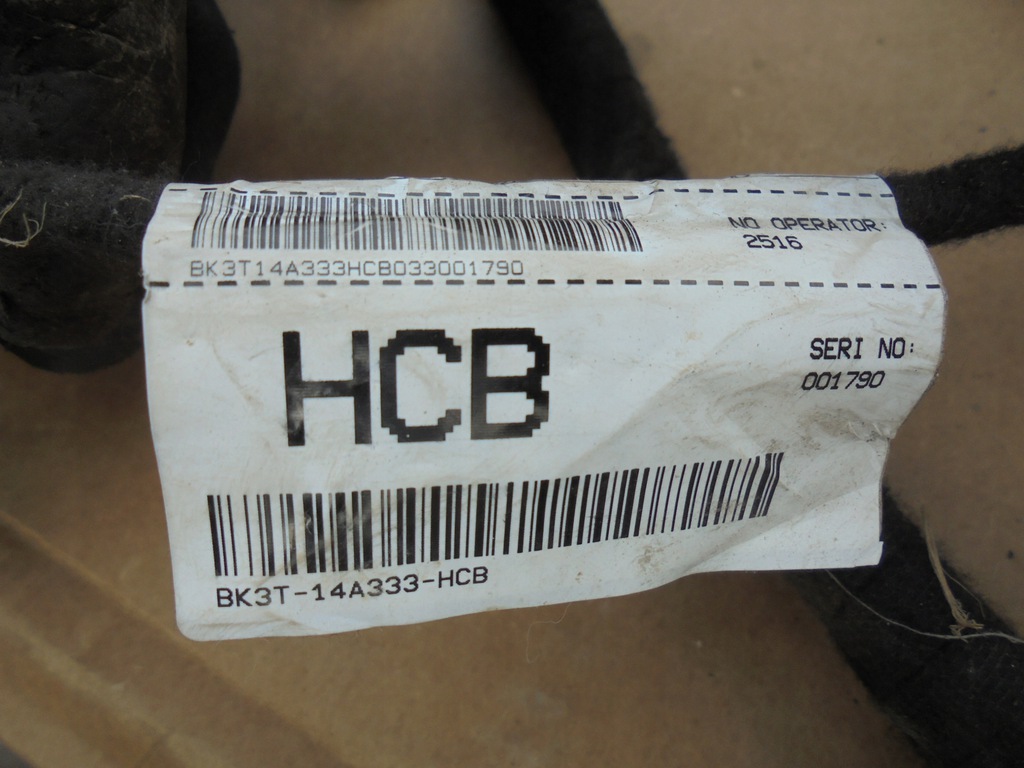 NO OPERATOR:
2516
BK3T14A333HCB033001790
HCB
SERI NO:
001790
BK3T-14A333-HCB